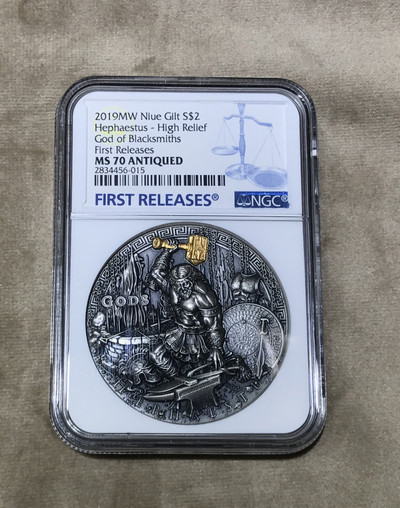 2019MW Niue Gilt S$2
Hephaestus - High Relief
God of Blacksmiths
First Releases
MS 70 ANTIQUED
2834456-015
FIRST RELEASES®
NGC®
GODS